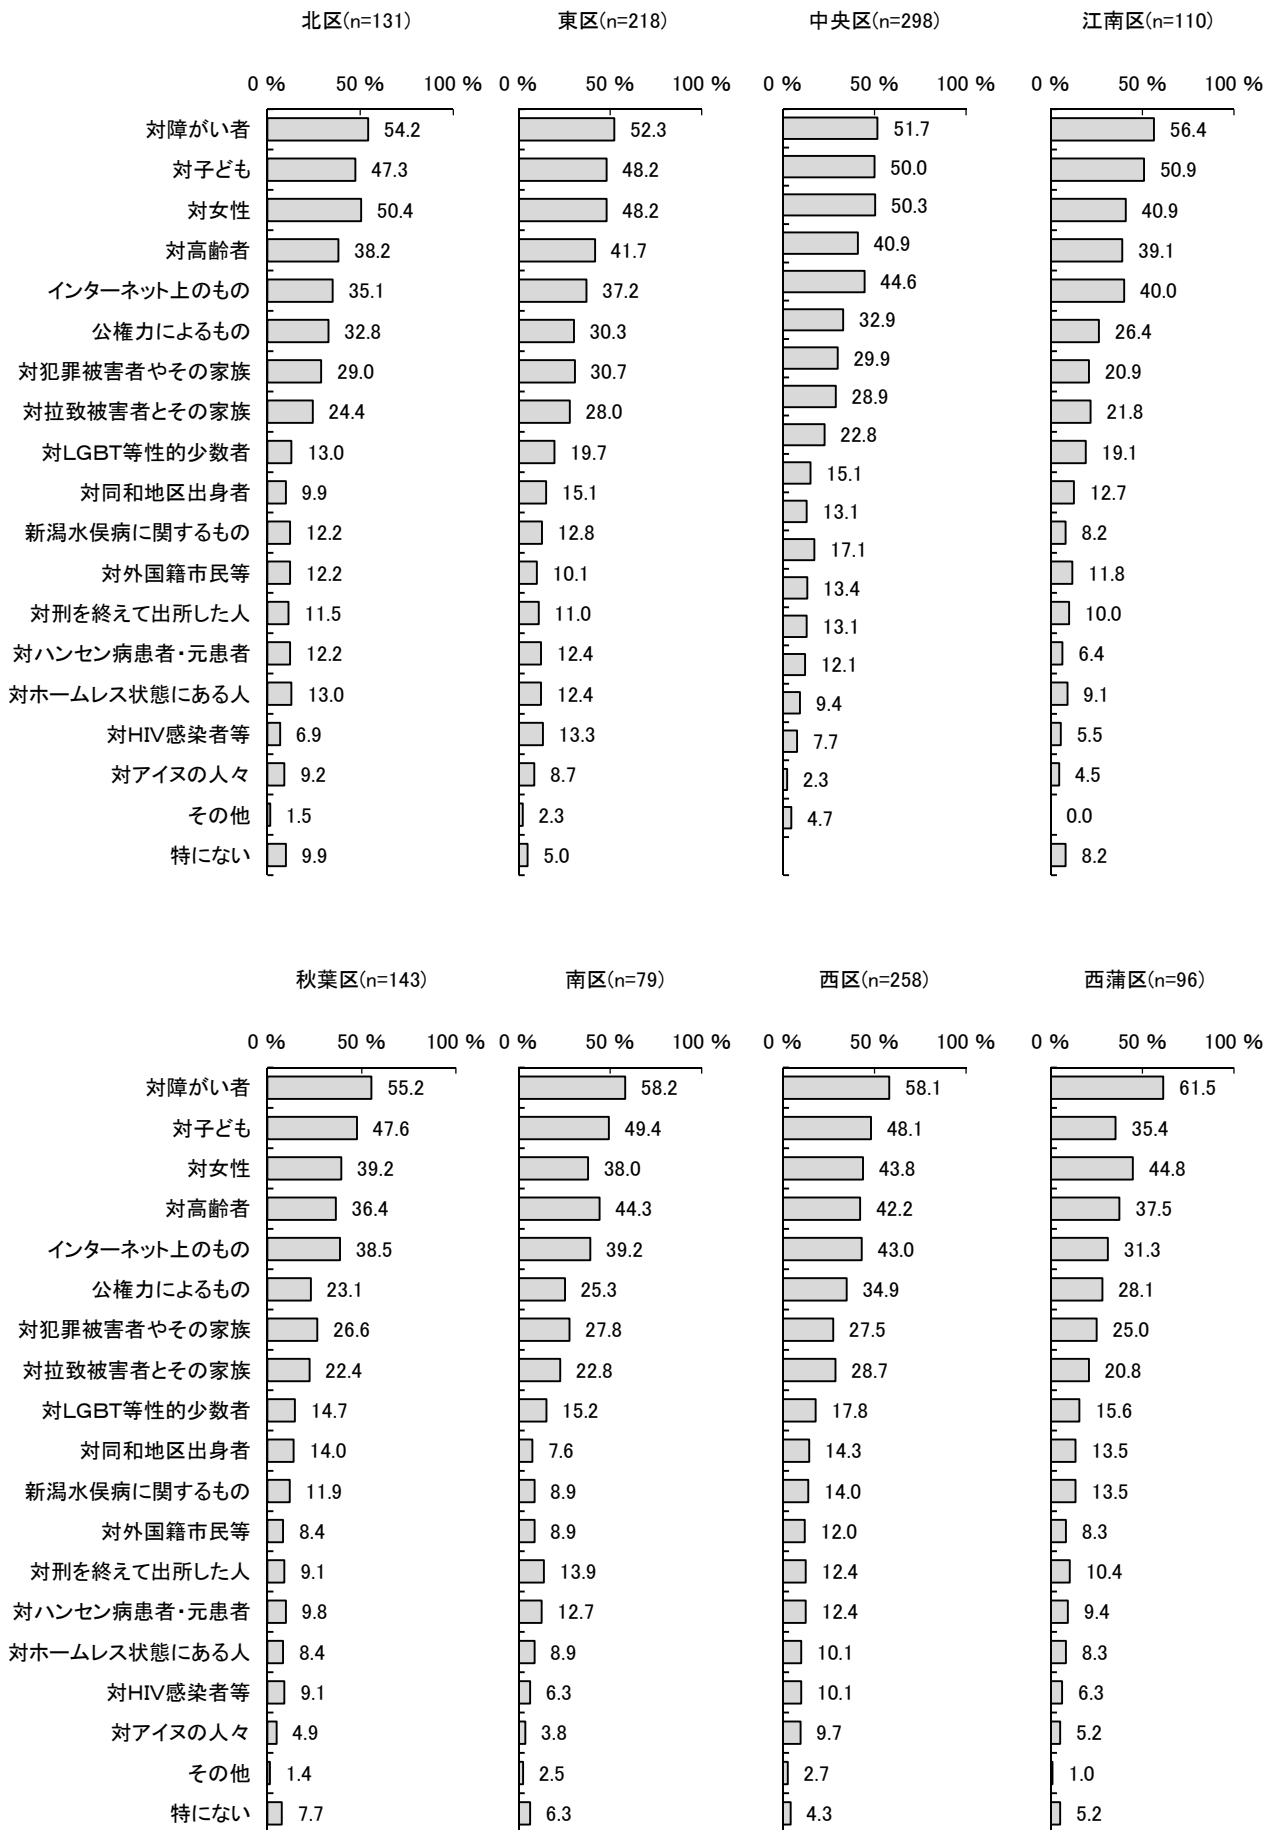 北区(n=131) 東区(n=218) 中央区(n=298) 江南区(n=110)
0 % 50 % 100 % 0 % 50 % 100 % 0 % 50 % 100 % 0 % 50 % 100 %
対障がい者 54.2 52.3 51.7 56.4
対子ども 47.3 48.2 50.0 50.9
対女性 50.4 48.2 50.3 40.9
対高齢者 38.2 41.7 40.9 39.1
インターネット上のもの 35.1 37.2 44.6 40.0
公権力によるもの 32.8 30.3 32.9 26.4
対犯罪被害者やその家族 29.0 30.7 29.9 20.9
対拉致被害者とその家族 24.4 28.0 28.9 21.8
対LGBT等性的少数者 13.0 19.7 22.8 19.1
対同和地区出身者 9.9 15.1 15.1 12.7
新潟水俣病に関するもの 12.2 12.8 13.1 8.2
対外国籍市民等 12.2 10.1 17.1 11.8
対刑を終えて出所した人 11.5 11.0 13.4 10.0
対ハンセン病患者・元患者 12.2 12.4 13.1 6.4
対ホームレス状態にある人 13.0 12.4 12.1 9.1
対HIV感染者等 6.9 13.3 9.4 5.5
対アイヌの人々 9.2 8.7 7.7 4.5
その他 1.5 2.3 2.3 0.0
特にない 9.9 5.0 4.7 8.2
秋葉区(n=143) 南区(n=79) 西区(n=258) 西蒲区(n=96)
0 % 50 % 100 % 0 % 50 % 100 % 0 % 50 % 100 % 0 % 50 % 100 %
対障がい者 55.2 58.2 58.1 61.5
対子ども 47.6 49.4 48.1 35.4
対女性 39.2 38.0 43.8 44.8
対高齢者 36.4 44.3 42.2 37.5
インターネット上のもの 38.5 39.2 43.0 31.3
公権力によるもの 23.1 25.3 34.9 28.1
対犯罪被害者やその家族 26.6 27.8 27.5 25.0
対拉致被害者とその家族 22.4 22.8 28.7 20.8
対LGBT等性的少数者 14.7 15.2 17.8 15.6
対同和地区出身者 14.0 7.6 14.3 13.5
新潟水俣病に関するもの 11.9 8.9 14.0 13.5
対外国籍市民等 8.4 8.9 12.0 8.3
対刑を終えて出所した人 9.1 13.9 12.4 10.4
対ハンセン病患者・元患者 9.8 12.7 12.4 9.4
対ホームレス状態にある人 8.4 8.9 10.1 8.3
対HIV感染者等 9.1 6.3 10.1 6.3
対アイヌの人々 4.9 3.8 9.7 5.2
その他 1.4 2.5 2.7 1.0
特にない 7.7 6.3 4.3 5.2